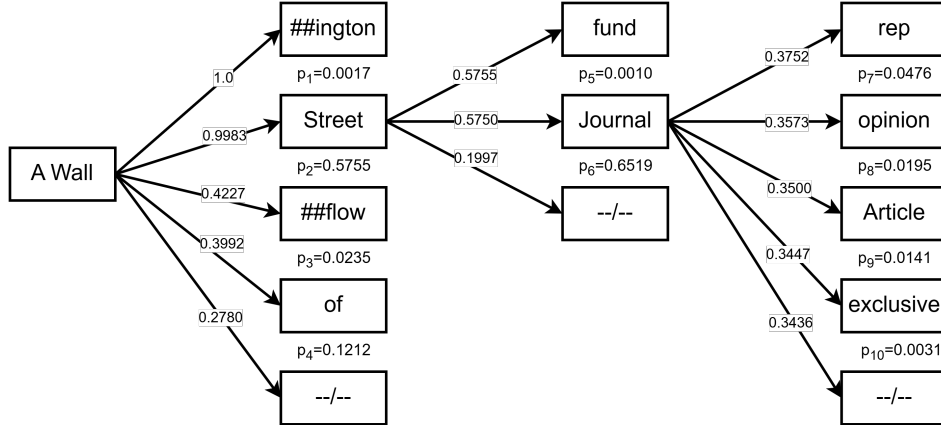 ##ington
fund
rep
1.0
0.5755
0.3752
p1=0.0017
p5=0.0010
p7=0.0476
0.9983
Street
0.5750
Journal
0.3573
opinion
A Wall
p2=0.5755
0.1997
p6=0.6519
0.3500
p8=0.0195
0.4227
##flow
--/--
Article
0.3992
p3=0.0235
0.3447
p9=0.0141
0.2780
of
0.3436
exclusive
p4=0.1212
p10=0.0031
--/--
--/--